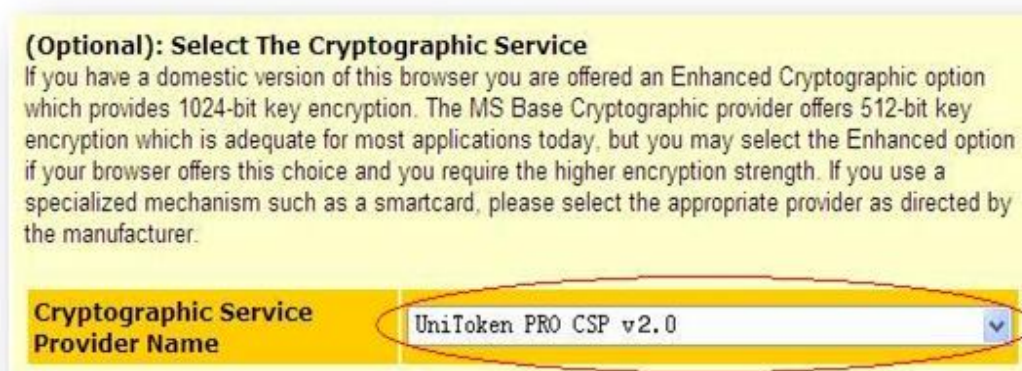 (Optional): Select The Cryptographic Service
If you have a domestic version of this browser you are offered an Enhanced Cryptographic option
which provides 1024-bit key encryption. The MS Base Cryptographic provider offers 512-bit key
encryption which is adequate for most applications today, but you may select the Enhanced option
if your browser offers this choice and you require the higher encryption strength. If you use a
specialized mechanism such as a smartcard, please select the appropriate provider as directed by
the manufacturer.
Cryptographic Service
Provider Name
UniToken PRO CSP v2.0